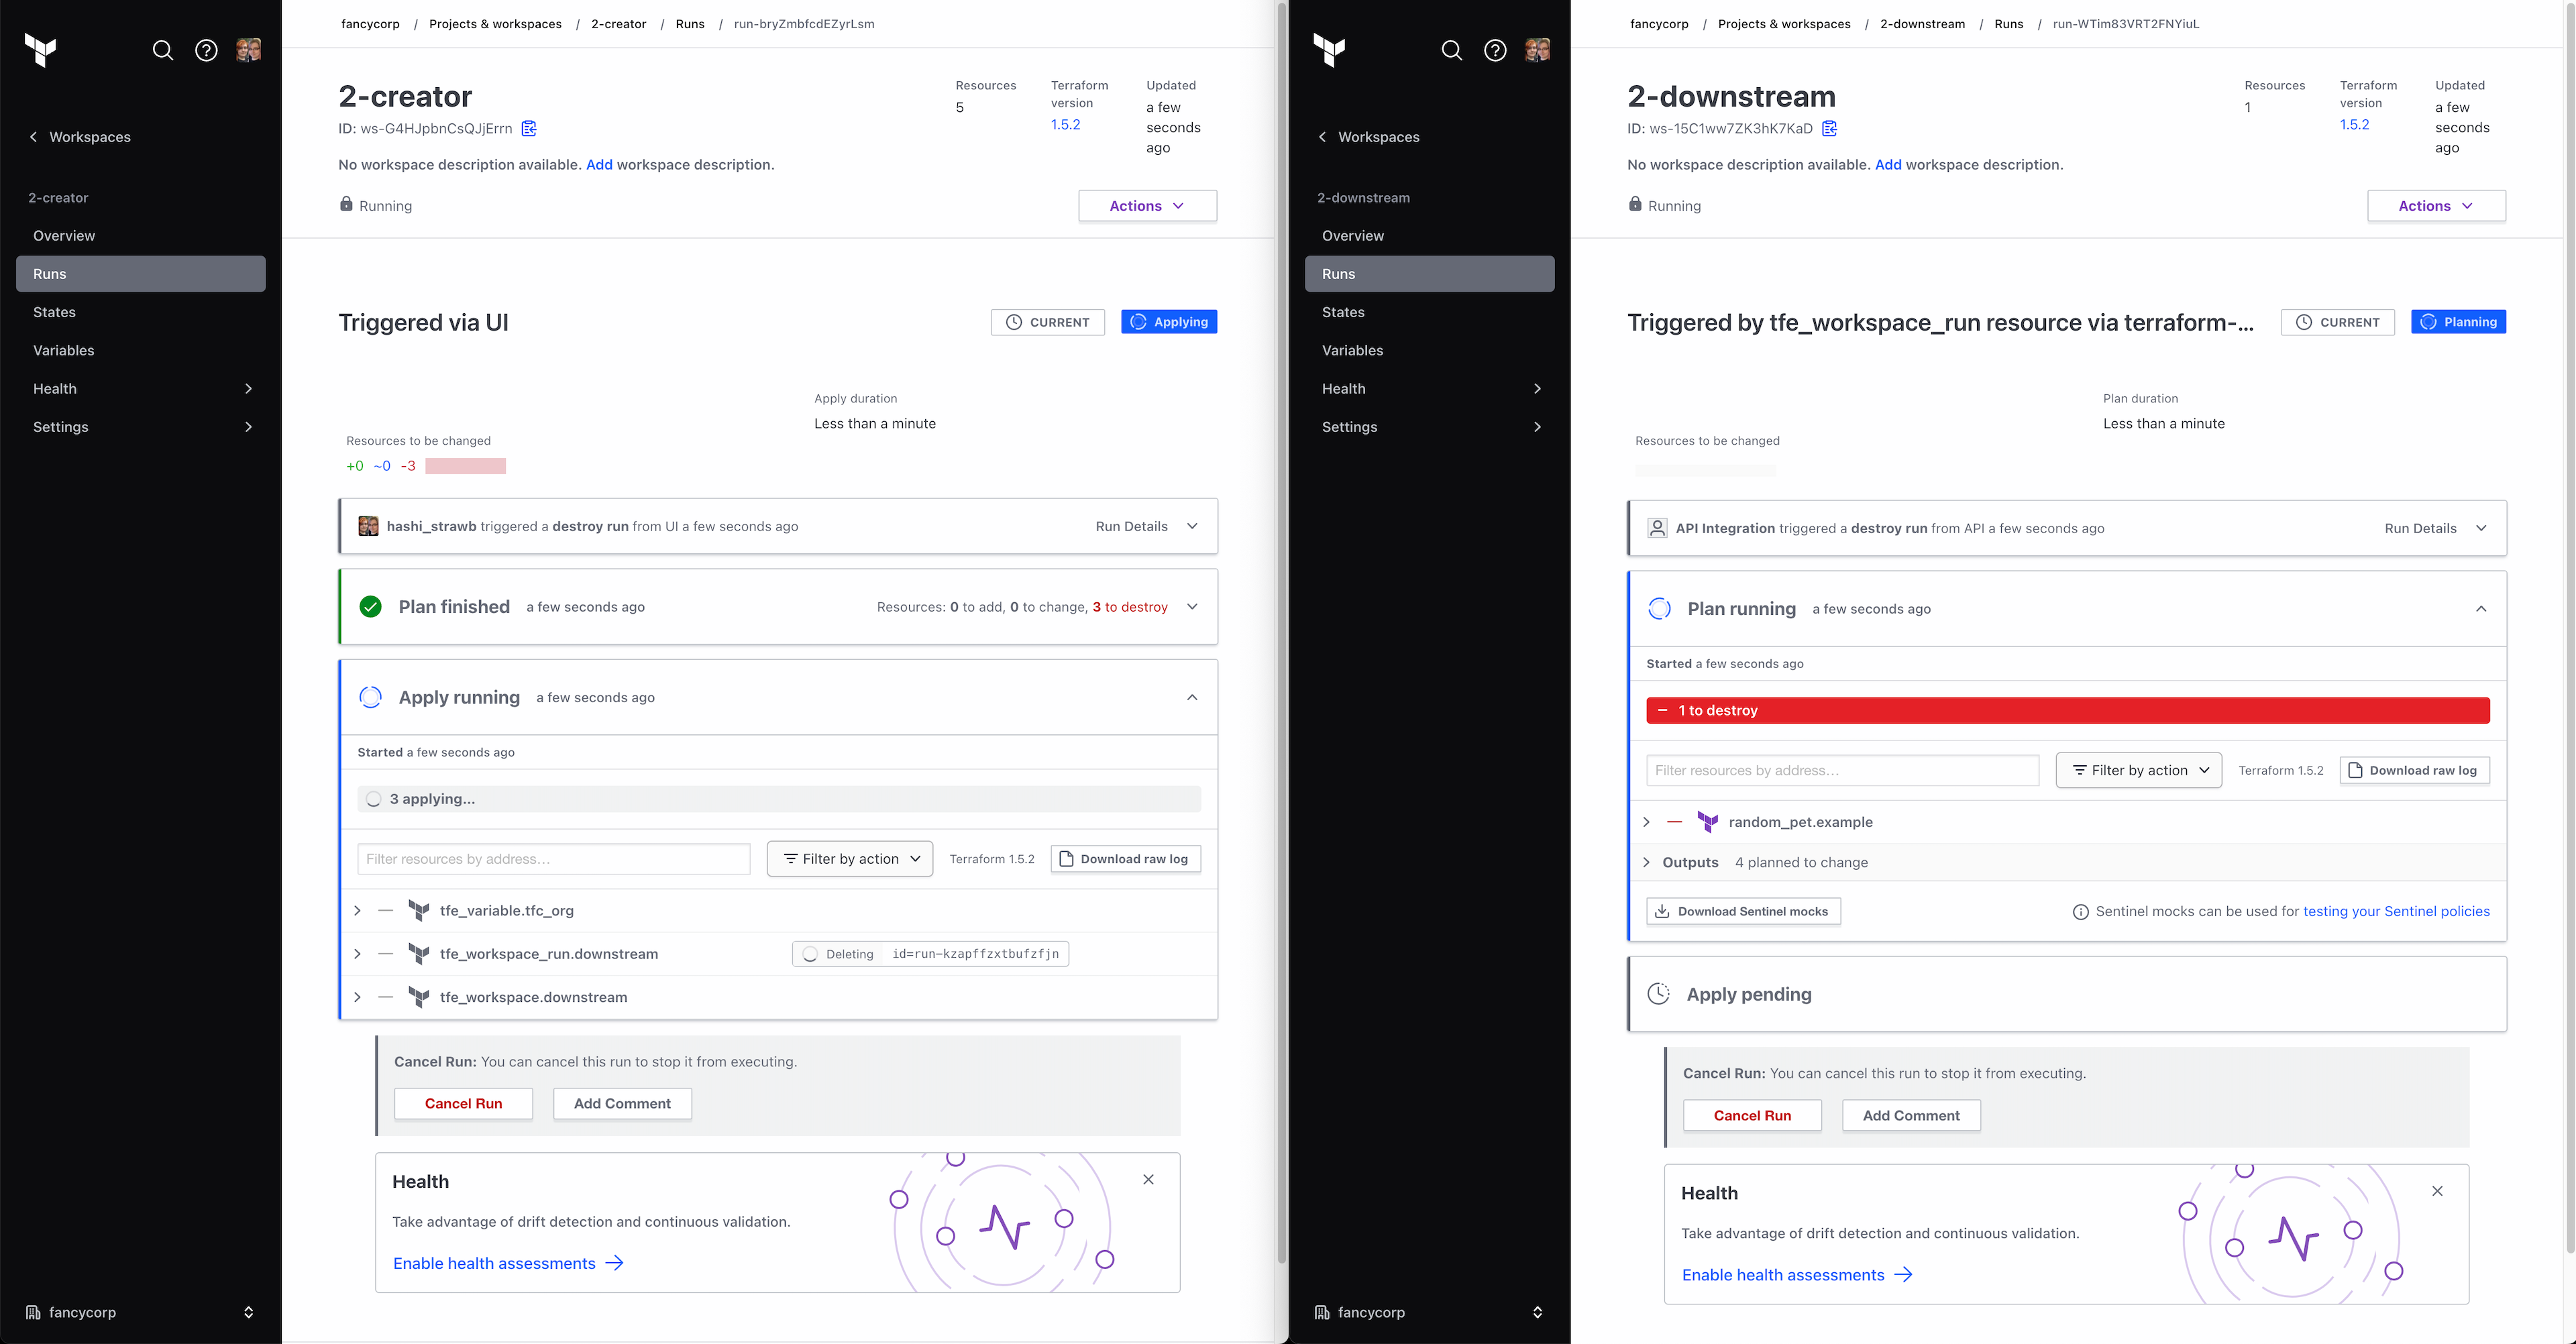 fancycorp / Projects & workspaces / 2-creator / Runs / run-bryZmbfcdEZyrLsm
Workspaces
2-creator
Overview
Runs
States
Variables
Health
Settings
fancycorp
2-creator
ID: ws-G4HJpbnCsQJjErrn
No workspace description available. Add workspace description.
Running
Resources
5
Terraform
version
1.5.2
Updated
a few
seconds
ago
Actions
Triggered via UI
CURRENT
Applying
Apply duration
Less than a minute
Resources to be changed
+0 ~0 -3
hashi_strawb triggered a destroy run from UI a few seconds ago
Run Details
Plan finished a few seconds ago
Resources: 0 to add, 0 to change, 3 to destroy
Apply running a few seconds ago
Started a few seconds ago
3 applying...
Filter resources by address...
Filter by action
Terraform 1.5.2
Download raw log
tfe_variable.tfc_org
tfe_workspace_run.downstream
Deleting id=run-kzapffzxtbufzfjn
tfe_workspace.downstream
Cancel Run: You can cancel this run to stop it from executing.
Cancel Run
Add Comment
Health
Take advantage of drift detection and continuous validation.
Enable health assessments
fancycorp / Projects & workspaces / 2-downstream / Runs / run-WTim83VRT2FNYiuL
Workspaces
2-downstream
Overview
Runs
States
Variables
Health
Settings
fancycorp
2-downstream
ID: ws-15C1ww7ZK3hK7KaD
No workspace description available. Add workspace description.
Running
Resources
1
Terraform
version
1.5.2
Updated
a few
seconds
ago
Actions
Triggered by tfe_workspace_run resource via terraform-...
CURRENT
Planning
Plan duration
Less than a minute
Resources to be changed
API Integration triggered a destroy run from API a few seconds ago
Run Details
Plan running a few seconds ago
Started a few seconds ago
− 1 to destroy
Filter resources by address...
Filter by action
Terraform 1.5.2
Download raw log
random_pet.example
Outputs 4 planned to change
Download Sentinel mocks
Sentinel mocks can be used for testing your Sentinel policies
Apply pending
Cancel Run: You can cancel this run to stop it from executing.
Cancel Run
Add Comment
Health
Take advantage of drift detection and continuous validation.
Enable health assessments